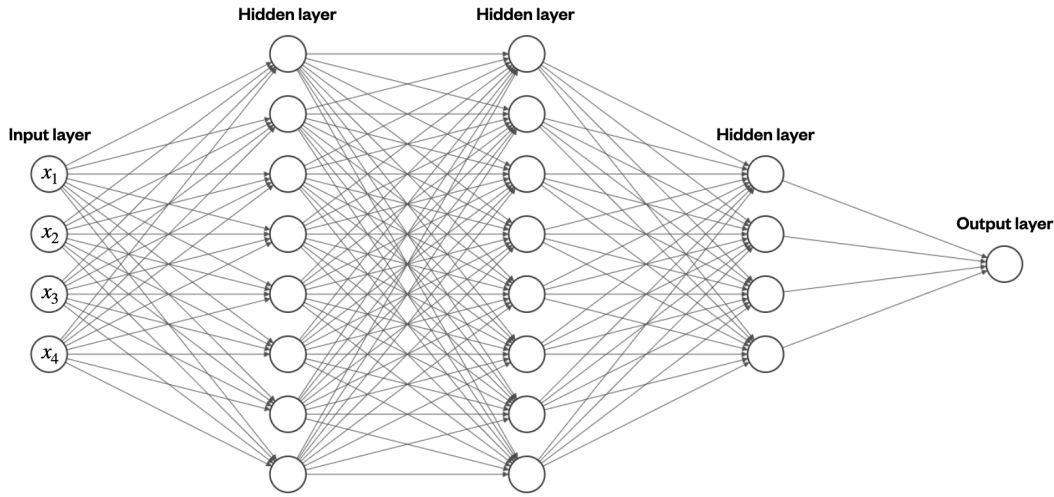 Hidden layer
Hidden layer
Input layer
Hidden layer
x₁
x₂
Output layer
x₃
x₄